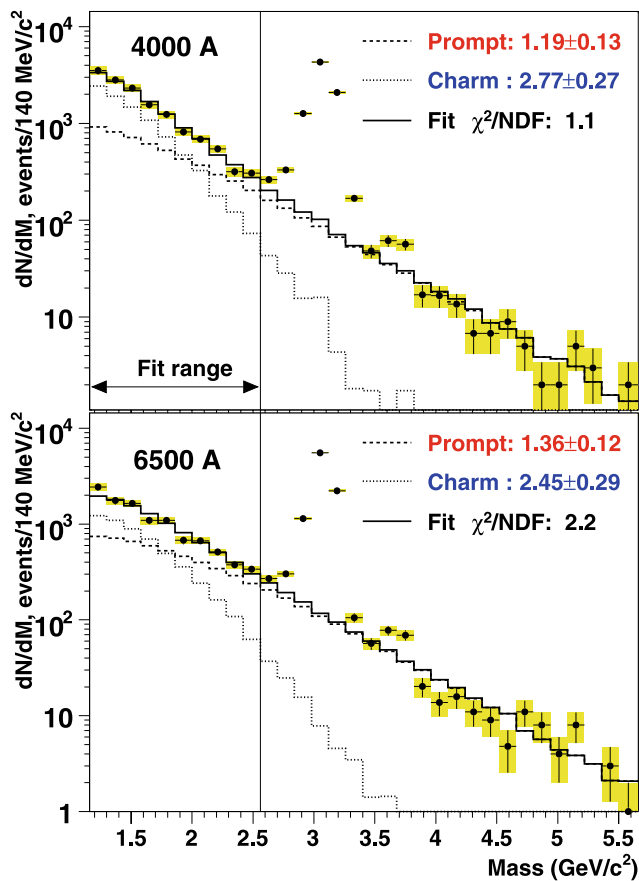 dN/dM, events/140 MeV/c²
10⁴
10³
10²
10
4000 A
Prompt: 1.19±0.13
Charm : 2.77±0.27
Fit χ²/NDF: 1.1
Fit range
dN/dM, events/140 MeV/c²
10⁴
10³
10²
10
1
6500 A
Prompt: 1.36±0.12
Charm : 2.45±0.29
Fit χ²/NDF: 2.2
1.5 2 2.5 3 3.5 4 4.5 5 5.5
Mass (GeV/c²)